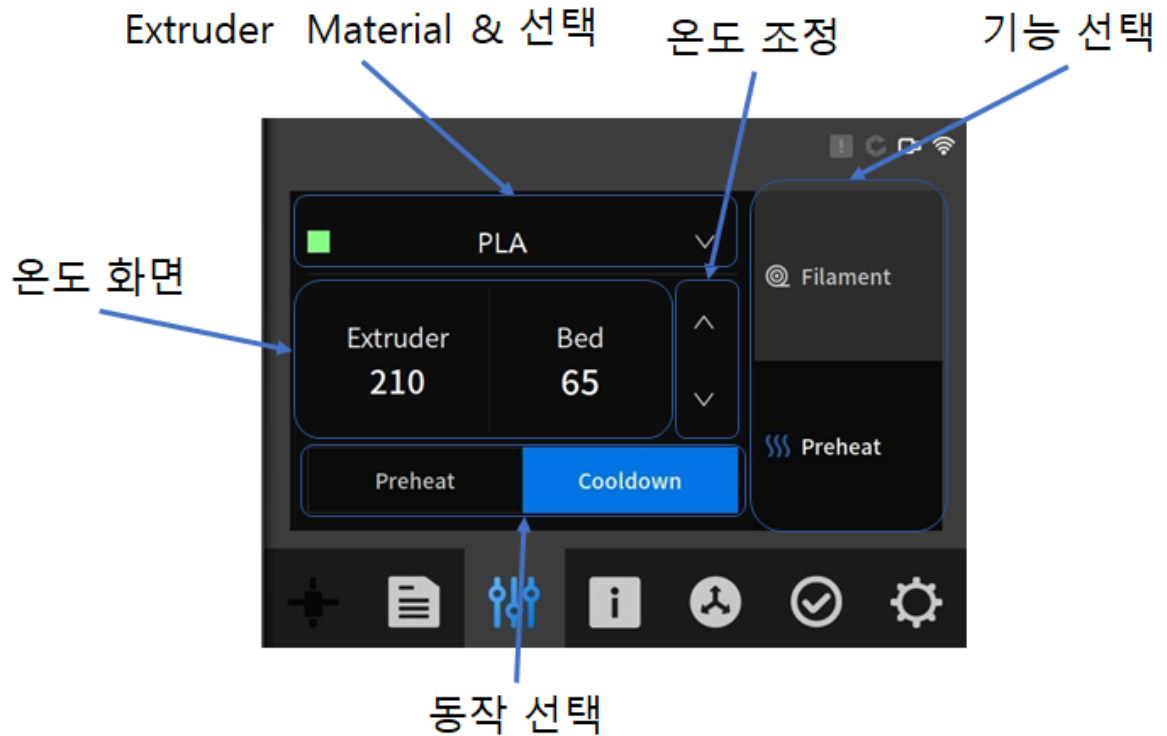 Extruder Material & 선택
온도 조정
기능 선택
PLA
Filament
온도 화면
Extruder
210
Bed
65
Preheat
Preheat
Cooldown
동작 선택